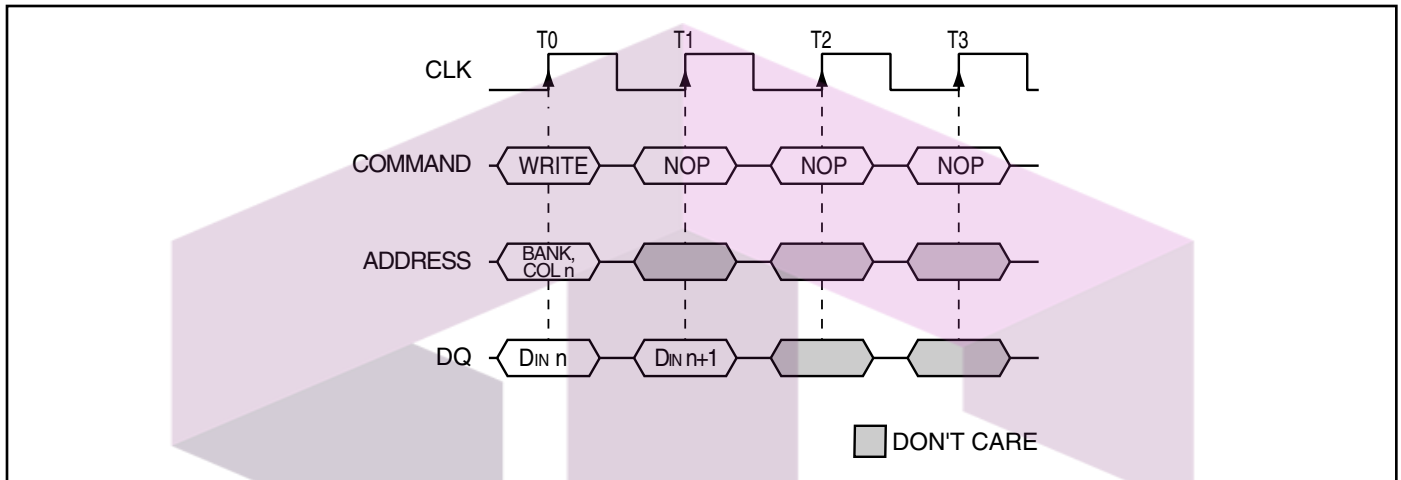 T0 T1 T2 T3
CLK
COMMAND WRITE NOP NOP NOP
ADDRESS BANK,
COL n
DQ DIN n DIN n+1
DON'T CARE